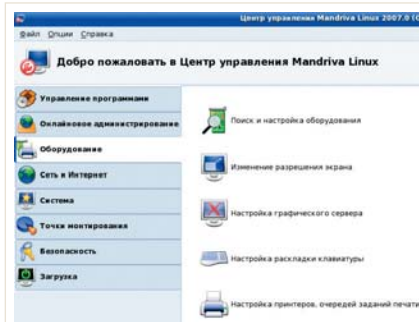 Центр управления Mandriva Linux 2007.0
Файл Опции Справка
Добро пожаловать в Центр управления Mandriva Linux
Управление программами
Онлайновое администрирование
Оборудование
Сеть и Интернет
Система
Точки монтирования
Безопасность
Загрузка
Поиск и настройка оборудования
Изменение разрешения экрана
Настройка графического сервера
Настройка раскладки клавиатуры
Настройка принтеров, очередей заданий печати